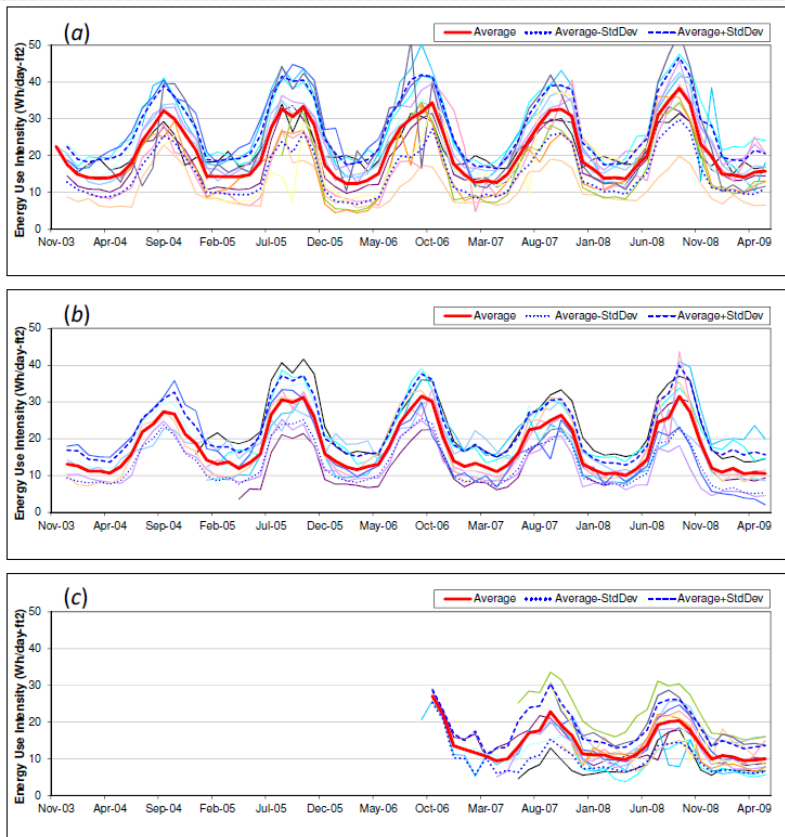 (a)
Average Average-StdDev Average+StdDev
Energy Use Intensity (Wh/day-ft2)
50
40
30
20
10
0
Nov-03 Apr-04 Sep-04 Feb-05 Jul-05 Dec-05 May-06 Oct-06 Mar-07 Aug-07 Jan-08 Jun-08 Nov-08 Apr-09
(b)
Average Average-StdDev Average+StdDev
Energy Use Intensity (Wh/day-ft2)
50
40
30
20
10
0
Nov-03 Apr-04 Sep-04 Feb-05 Jul-05 Dec-05 May-06 Oct-06 Mar-07 Aug-07 Jan-08 Jun-08 Nov-08 Apr-09
(c)
Average Average-StdDev Average+StdDev
Energy Use Intensity (Wh/day-ft2)
50
40
30
20
10
0
Nov-03 Apr-04 Sep-04 Feb-05 Jul-05 Dec-05 May-06 Oct-06 Mar-07 Aug-07 Jan-08 Jun-08 Nov-08 Apr-09